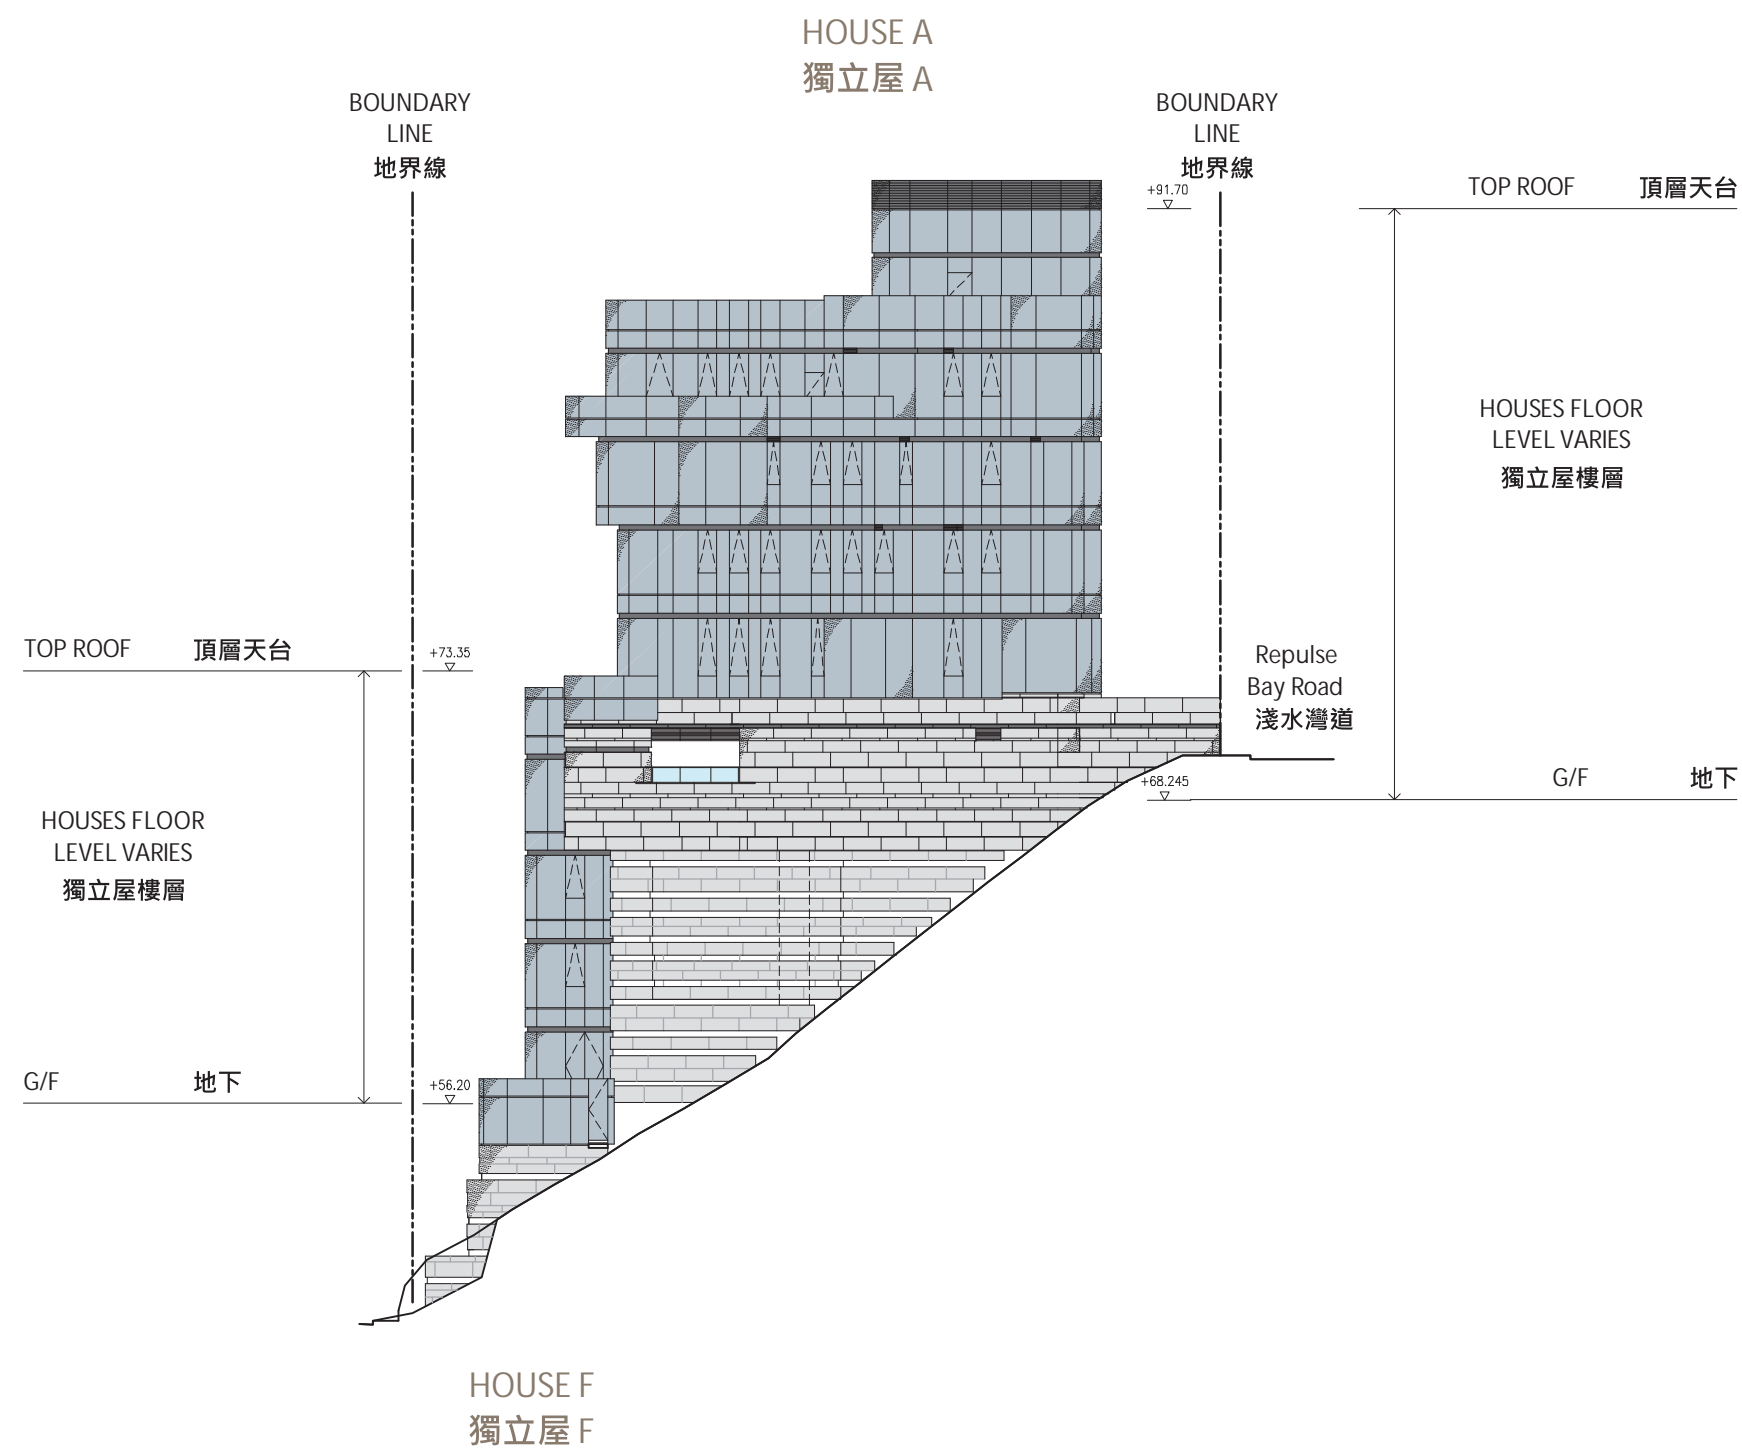 HOUSE A
獨立屋 A
BOUNDARY
LINE
地界線
BOUNDARY
LINE
地界線
+91.70
TOP ROOF 頂層天台
HOUSES FLOOR
LEVEL VARIES
獨立屋樓層
TOP ROOF 頂層天台
+73.35
Repulse
Bay Road
淺水灣道
+68.245
G/F 地下
HOUSES FLOOR
LEVEL VARIES
獨立屋樓層
G/F 地下
+56.20
HOUSE F
獨立屋 F